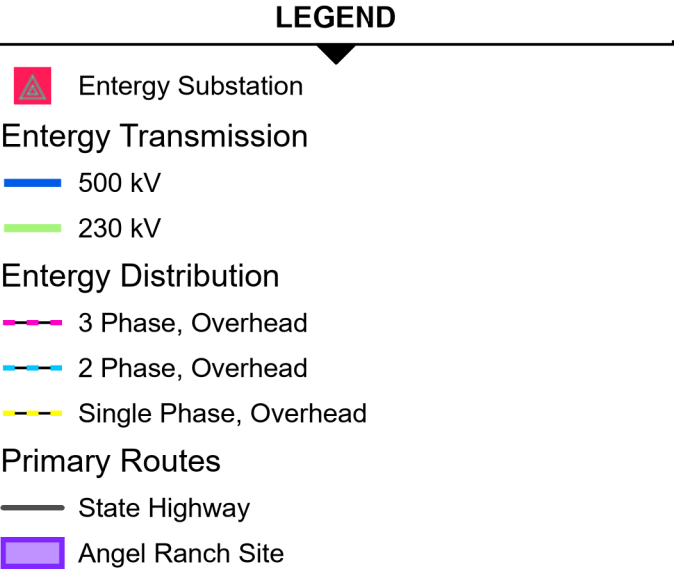 LEGEND
Entergy Substation
Entergy Transmission
500 kV
230 kV
Entergy Distribution
3 Phase, Overhead
2 Phase, Overhead
Single Phase, Overhead
Primary Routes
State Highway
Angel Ranch Site